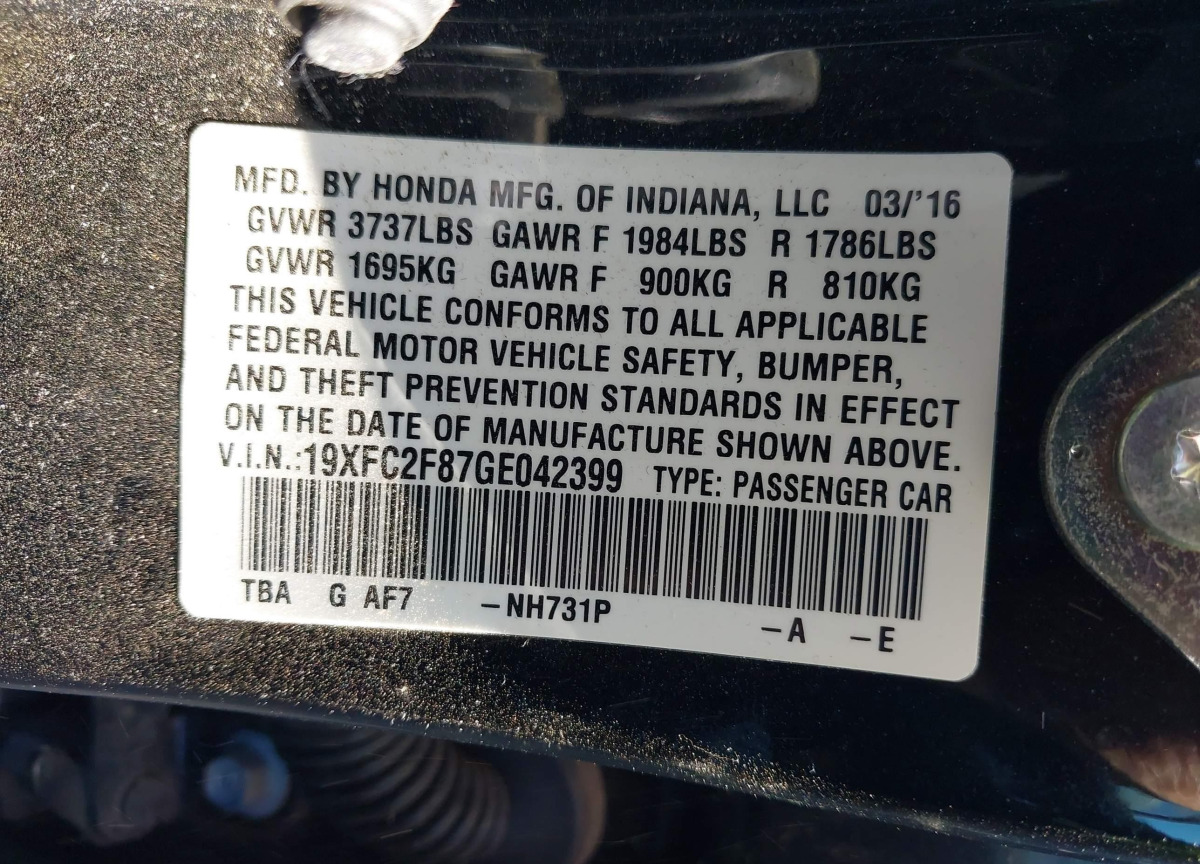 MFD. BY HONDA MFG. OF INDIANA, LLC 03/'16
GVWR 3737LBS GAWR F 1984LBS R 1786LBS
GVWR 1695KG GAWR F 900KG R 810KG
THIS VEHICLE CONFORMS TO ALL APPLICABLE
FEDERAL MOTOR VEHICLE SAFETY, BUMPER,
AND THEFT PREVENTION STANDARDS IN EFFECT
ON THE DATE OF MANUFACTURE SHOWN ABOVE.
V.I.N.:19XFC2F87GE042399 TYPE: PASSENGER CAR
TBA G AF7 –NH731P –A –E